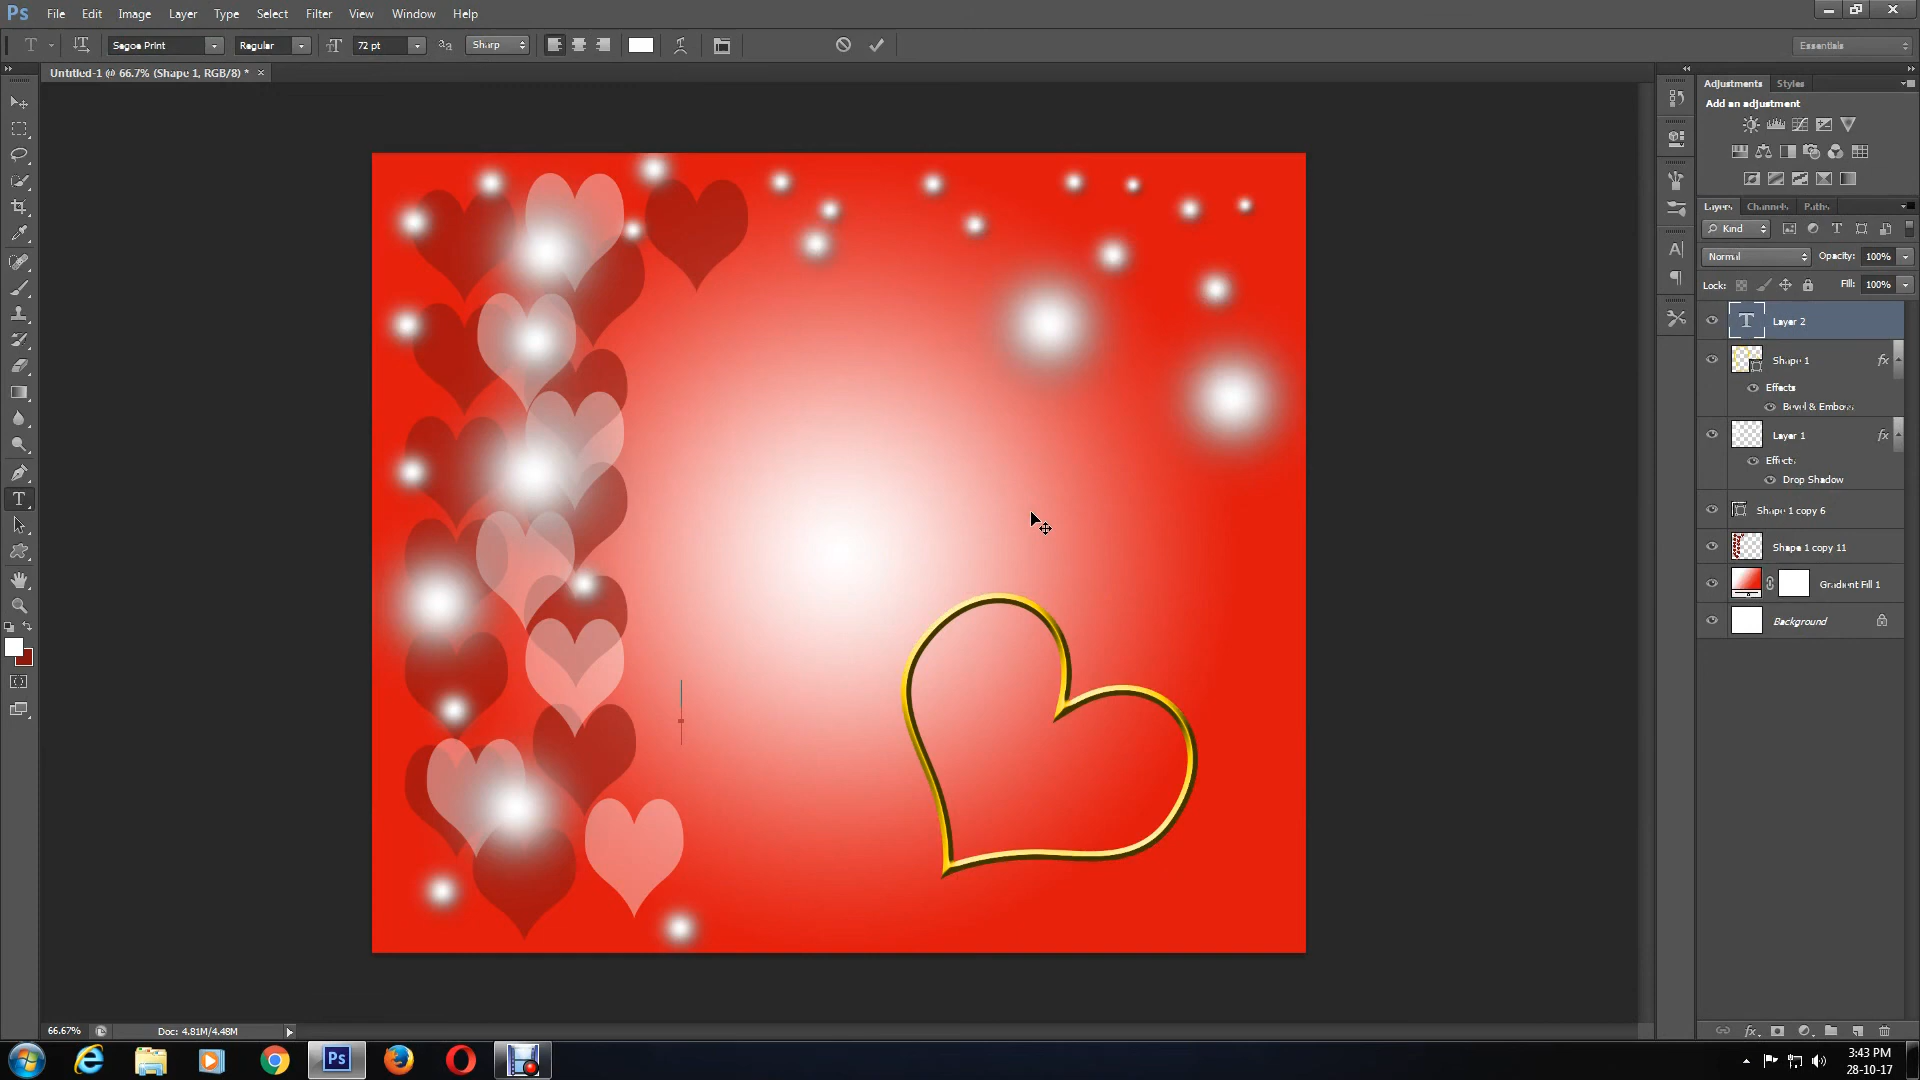 Ps File Edit Image Layer Type Select Filter View Window Help
T Segoe Print Regular 72 pt Sharp Essentials
Untitled-1 @ 66.7% (Shape 1, RGB/8) * ×
Adjustments Styles
Add an adjustment
Layers Channels Paths
Kind
Normal Opacity: 100%
Lock: Fill: 100%
T Layer 2
Shape 1 fx
Effects
Bevel & Emboss
Layer 1 fx
Effects
Drop Shadow
Shape 1 copy 6
Shape 1 copy 11
Gradient Fill 1
Background
66.67% Doc: 4.81M/4.48M
Ps
3:43 PM
28-10-17